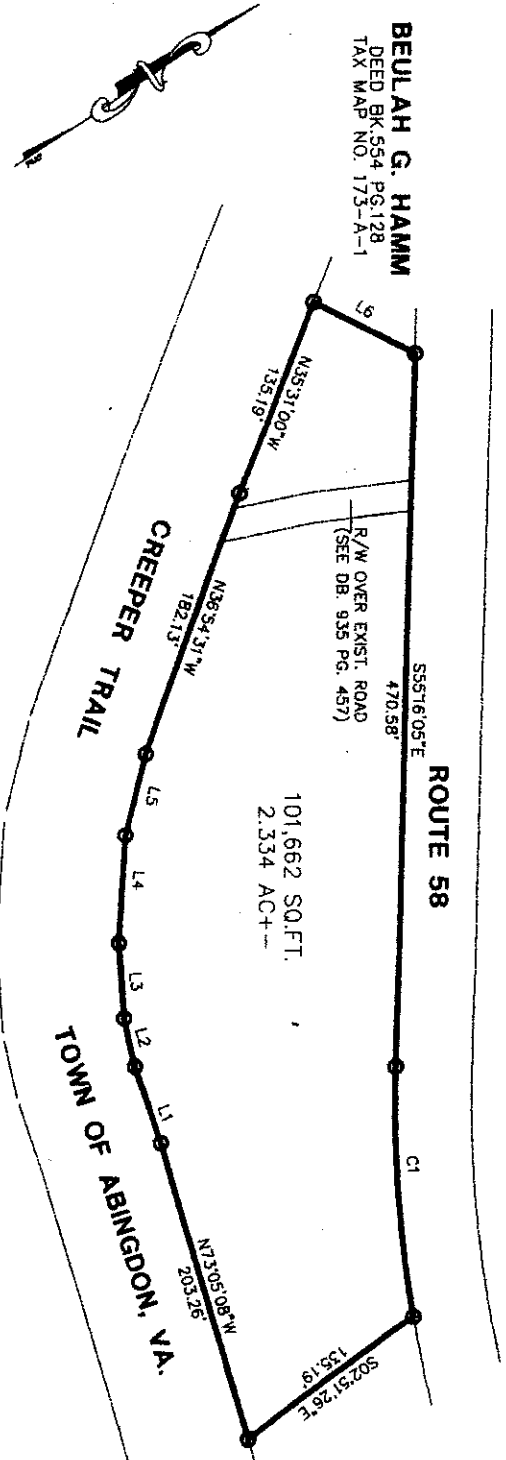 BEULAH G. HAMM
DEED BK.554 PG.128
TAX MAP NO. 173-A-1
N
L6
N35°31'00"W
135.19'
R/W OVER EXIST. ROAD
(SEE DB. 935 PG. 457)
S55°16'05"E
470.58'
ROUTE 58
N36°54'31"W
182.13'
CREEPER TRAIL
101,662 SQ.FT.
2.334 AC+-
L5
L4
L3
L2
L1
C1
TOWN OF ABINGDON, VA.
N73°05'08"W
203.26'
S02°51'26"E
135.19'